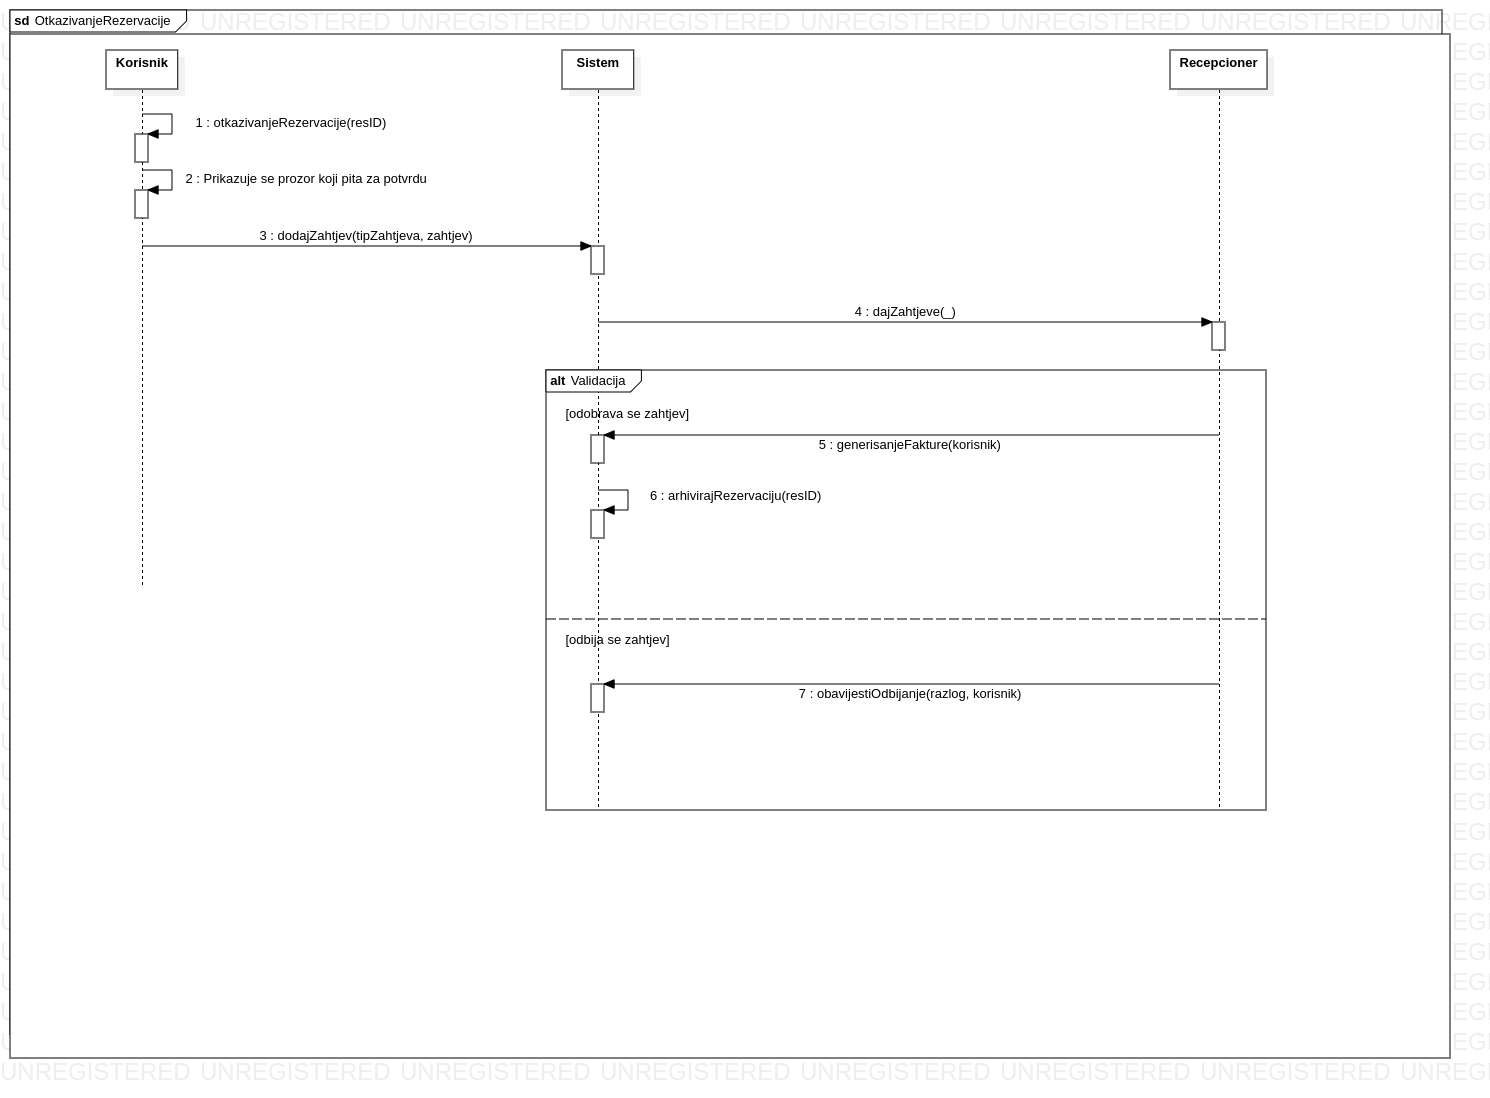 sd OtkazivanjeRezervacije
UNREGISTERED UNREGISTERED UNREGISTERED UNREGISTERED UNREGISTERED UNREGISTERED
Korisnik Sistem Recepcioner
1 : otkazivanjeRezervacije(resID)
2 : Prikazuje se prozor koji pita za potvrdu
3 : dodajZahtjev(tipZahtjeva, zahtjev)
4 : dajZahtjeve(_)
alt Validacija
[odobrava se zahtjev]
5 : generisanjeFakture(korisnik)
6 : arhivirajRezervaciju(resID)
[odbija se zahtjev]
7 : obavijestiOdbijanje(razlog, korisnik)
UNREGISTERED UNREGISTERED UNREGISTERED UNREGISTERED UNREGISTERED UNREGISTERED UNREGISTERED